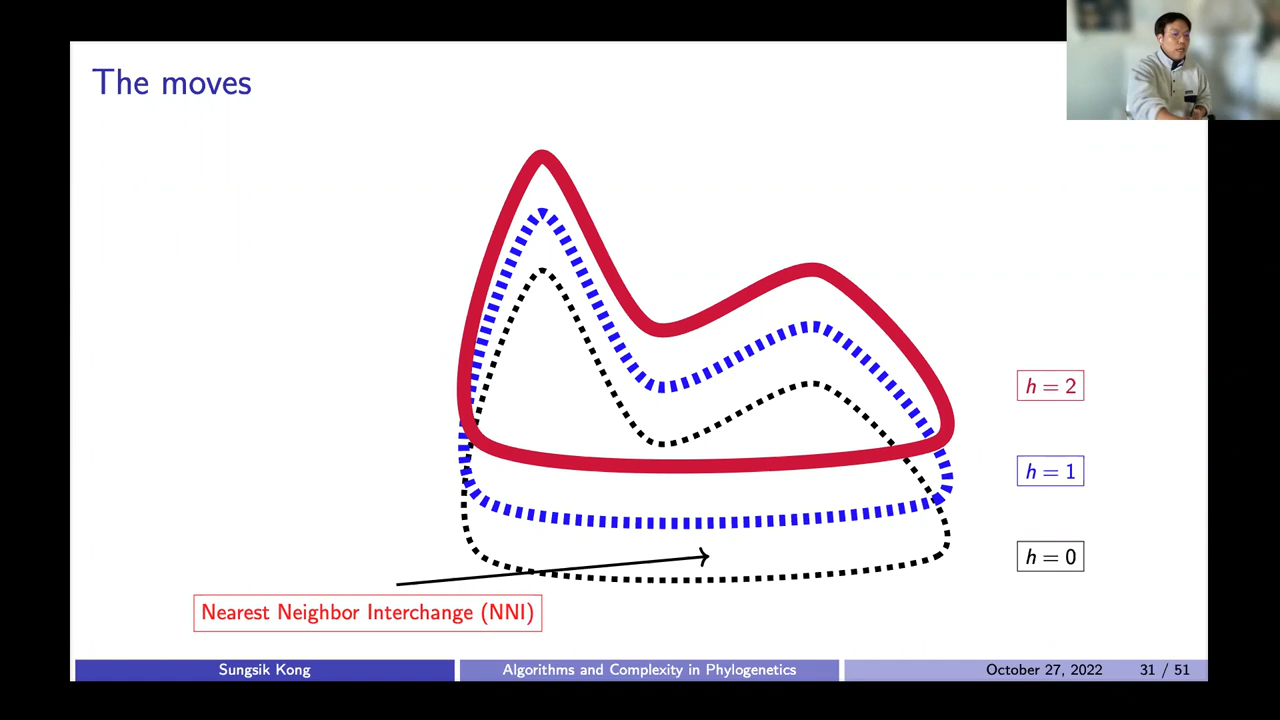 The moves
h = 2
h = 1
h = 0
Nearest Neighbor Interchange (NNI)
Sungsik Kong
Algorithms and Complexity in Phylogenetics
October 27, 2022
31 / 51